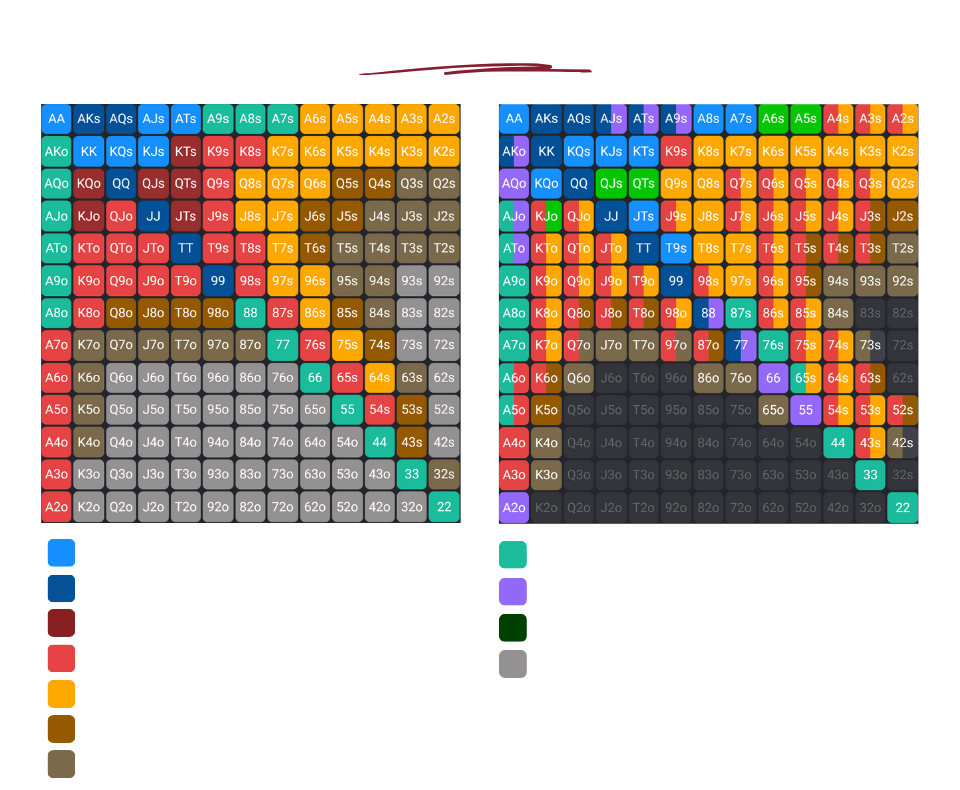 AA AKs AQs AJs ATs A9s A8s A7s A6s A5s A4s A3s A2s
AKo KK KQs KJs KTs K9s K8s K7s K6s K5s K4s K3s K2s
AQo KQo QQ QJs QTs Q9s Q8s Q7s Q6s Q5s Q4s Q3s Q2s
AJo KJo QJo JJ JTs J9s J8s J7s J6s J5s J4s J3s J2s
ATo KTo QTo JTo TT T9s T8s T7s T6s T5s T4s T3s T2s
A9o K9o Q9o J9o T9o 99 98s 97s 96s 95s 94s 93s 92s
A8o K8o Q8o J8o T8o 98o 88 87s 86s 85s 84s 83s 82s
A7o K7o Q7o J7o T7o 97o 87o 77 76s 75s 74s 73s 72s
A6o K6o Q6o J6o T6o 96o 86o 76o 66 65s 64s 63s 62s
A5o K5o Q5o J5o T5o 95o 85o 75o 65o 55 54s 53s 52s
A4o K4o Q4o J4o T4o 94o 84o 74o 64o 54o 44 43s 42s
A3o K3o Q3o J3o T3o 93o 83o 73o 63o 53o 43o 33 32s
A2o K2o Q2o J2o T2o 92o 82o 72o 62o 52o 42o 32o 22
AA AKs AQs AJs ATs A9s A8s A7s A6s A5s A4s A3s A2s
AKo KK KQs KJs KTs K9s K8s K7s K6s K5s K4s K3s K2s
AQo KQo QQ QJs QTs Q9s Q8s Q7s Q6s Q5s Q4s Q3s Q2s
AJo KJo QJo JJ JTs J9s J8s J7s J6s J5s J4s J3s J2s
ATo KTo QTo JTo TT T9s T8s T7s T6s T5s T4s T3s T2s
A9o K9o Q9o J9o T9o 99 98s 97s 96s 95s 94s 93s 92s
A8o K8o Q8o J8o T8o 98o 88 87s 86s 85s 84s 83s 82s
A7o K7o Q7o J7o T7o 97o 87o 77 76s 75s 74s 73s 72s
A6o K6o Q6o J6o T6o 96o 86o 76o 66 65s 64s 63s 62s
A5o K5o Q5o J5o T5o 95o 85o 75o 65o 55 54s 53s 52s
A4o K4o Q4o J4o T4o 94o 84o 74o 64o 54o 44 43s 42s
A3o K3o Q3o J3o T3o 93o 83o 73o 63o 53o 43o 33 32s
A2o K2o Q2o J2o T2o 92o 82o 72o 62o 52o 42o 32o 22